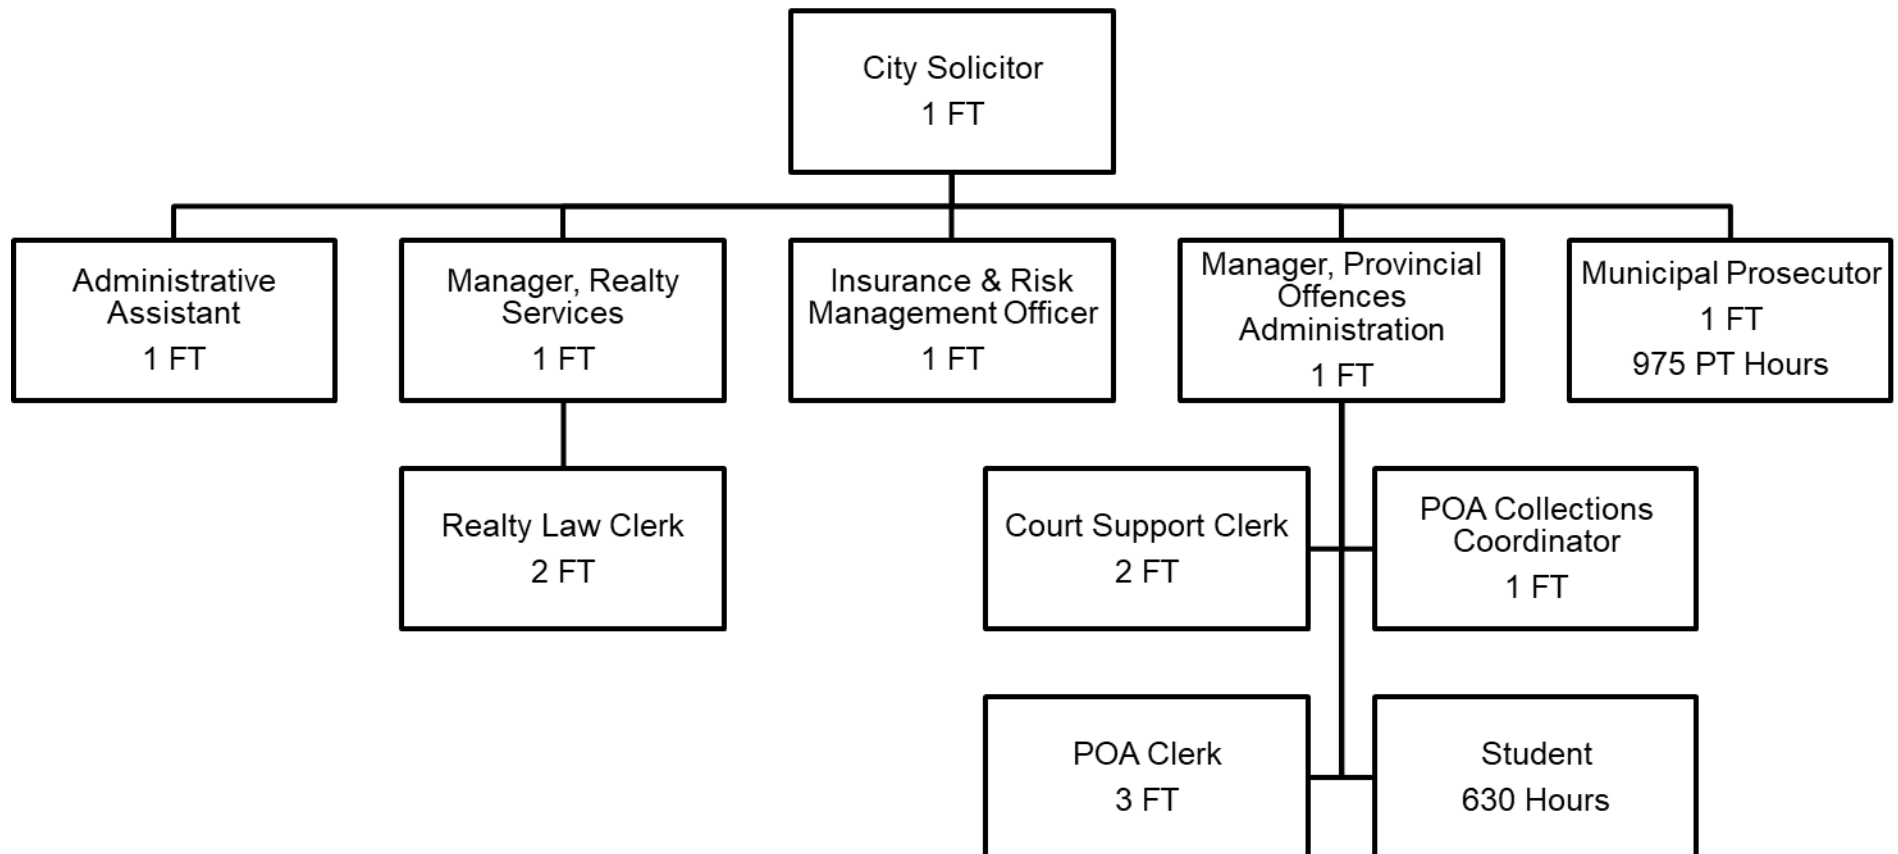 City Solicitor
1 FT
Administrative
Assistant
1 FT
Manager, Realty
Services
1 FT
Insurance & Risk
Management Officer
1 FT
Manager, Provincial
Offences
Administration
1 FT
Municipal Prosecutor
1 FT
975 PT Hours
Realty Law Clerk
2 FT
Court Support Clerk
2 FT
POA Collections
Coordinator
1 FT
POA Clerk
3 FT
Student
630 Hours